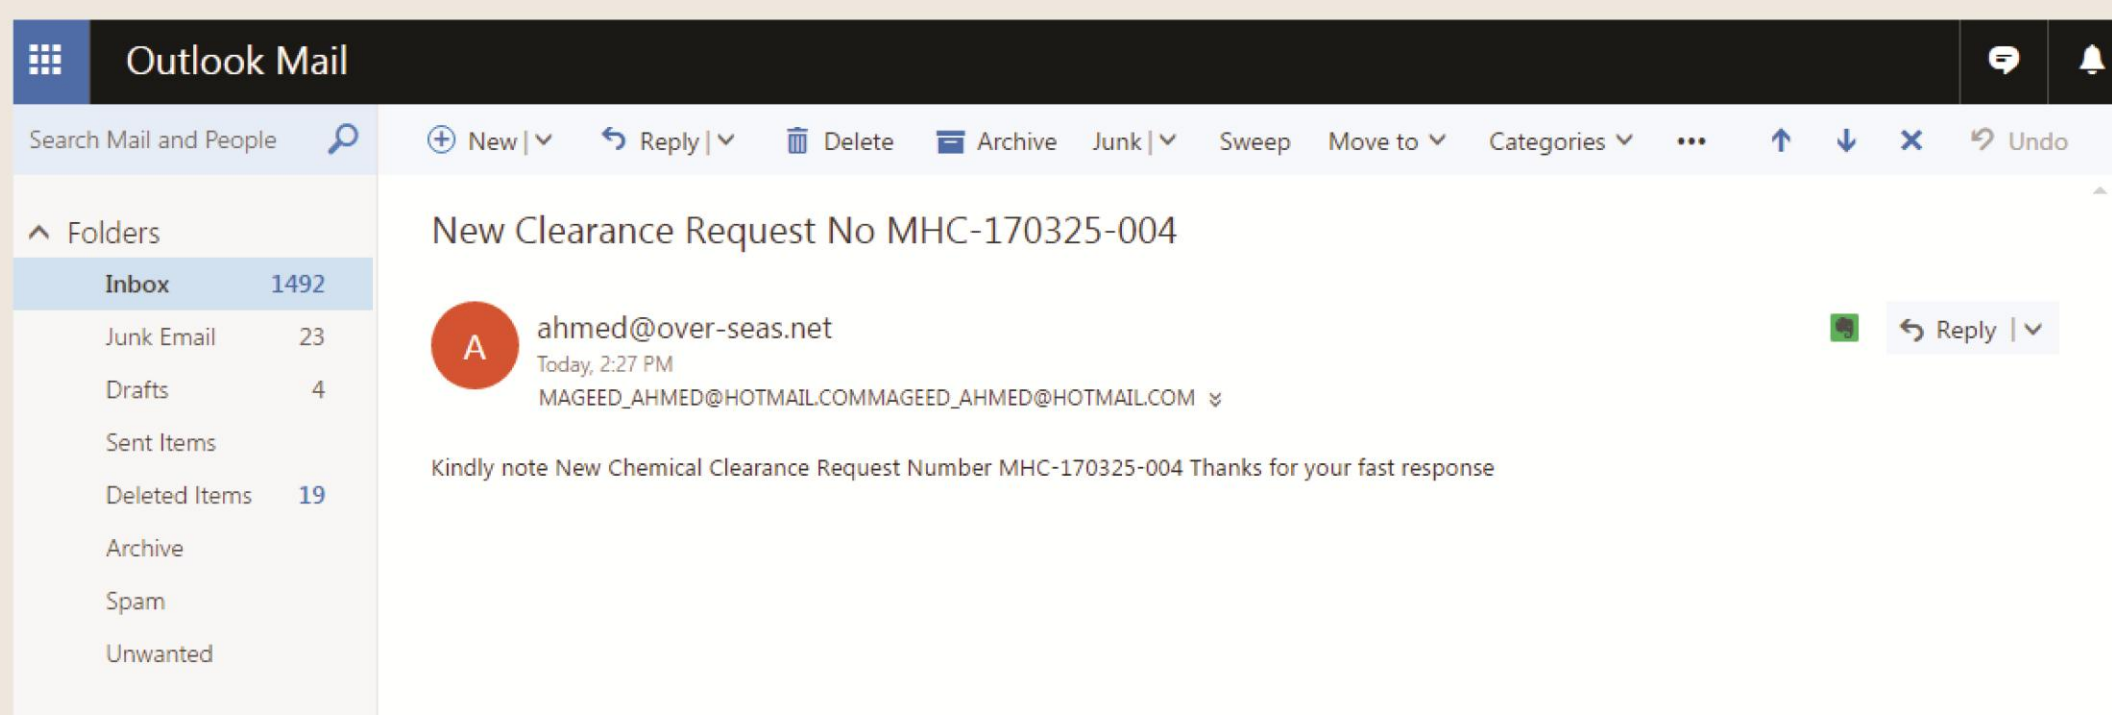 Outlook Mail
Search Mail and People
New | Reply | Delete Archive Junk | Sweep Move to Categories ••• Undo
Folders
Inbox 1492
Junk Email 23
Drafts 4
Sent Items
Deleted Items 19
Archive
Spam
Unwanted
New Clearance Request No MHC-170325-004
A
ahmed@over-seas.net
Today, 2:27 PM
MAGEED_AHMED@HOTMAIL.COMMAGEED_AHMED@HOTMAIL.COM
Reply |
Kindly note New Chemical Clearance Request Number MHC-170325-004 Thanks for your fast response